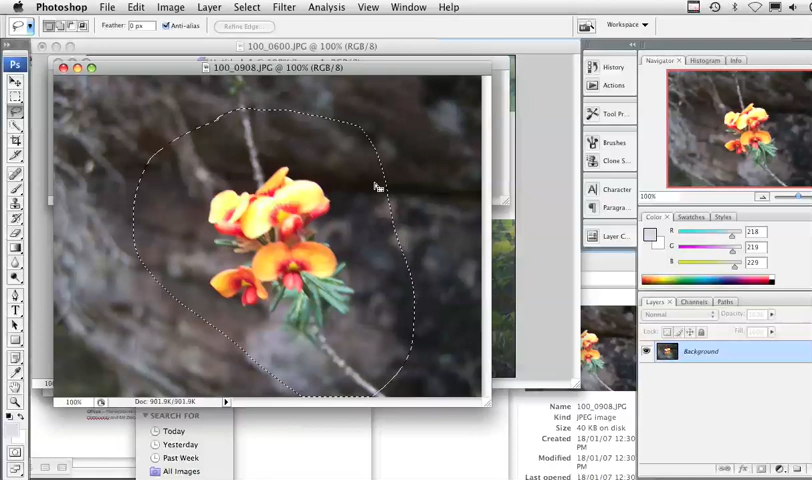 Photoshop File Edit Image Layer Select Filter Analysis View Window Help
Feather: 0 px Anti-alias Refine Edge... Workspace
100_0600.JPG @ 100% (RGB/8)
100_0908.JPG @ 100% (RGB/8)
Ps
History
Actions
Tool Pr...
Brushes
Clone S...
Character
Paragra...
Layer C...
Navigator Histogram Info
100%
Color Swatches Styles
R 218
G 219
B 229
Layers Channels Paths
Normal Opacity:
Lock: Fill:
Background
100% Doc: 901.9K/901.9K
SEARCH FOR
Today
Yesterday
Past Week
All Images
Name 100_0908.JPG
Kind JPEG image
Size 40 KB on disk
Created 18/01/07 12:30
PM
Modified 18/01/07 12:30
PM
Last opened